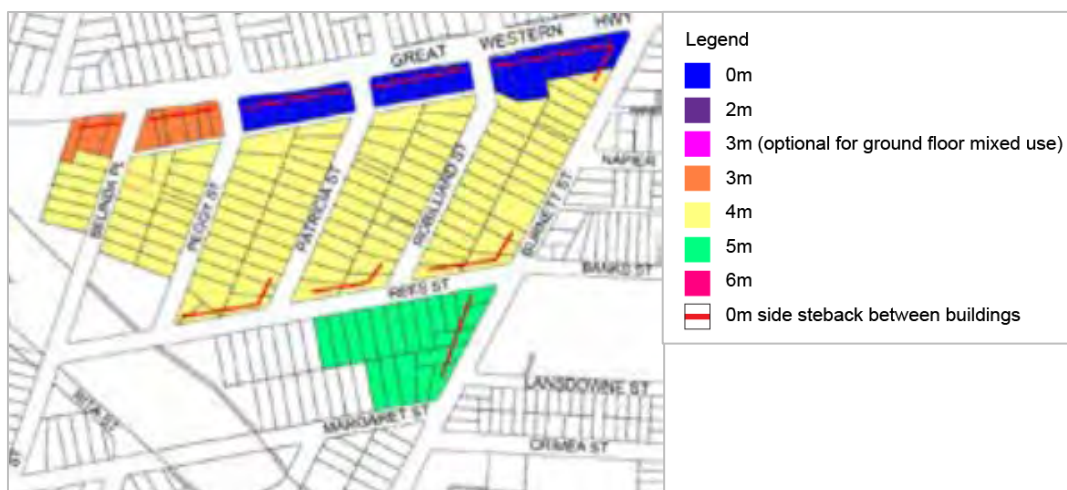 GREAT WESTERN HWY
BELINDA PL
PEGGY ST
PATRICIA ST
ROBILLIARD ST
BURNETT ST
NAPIER
BANKS ST
REES ST
LANSDOWNE ST
RITA ST
MARGARET ST
CRIMEA ST
ST
Legend
0m
2m
3m (optional for ground floor mixed use)
3m
4m
5m
6m
0m side steback between buildings